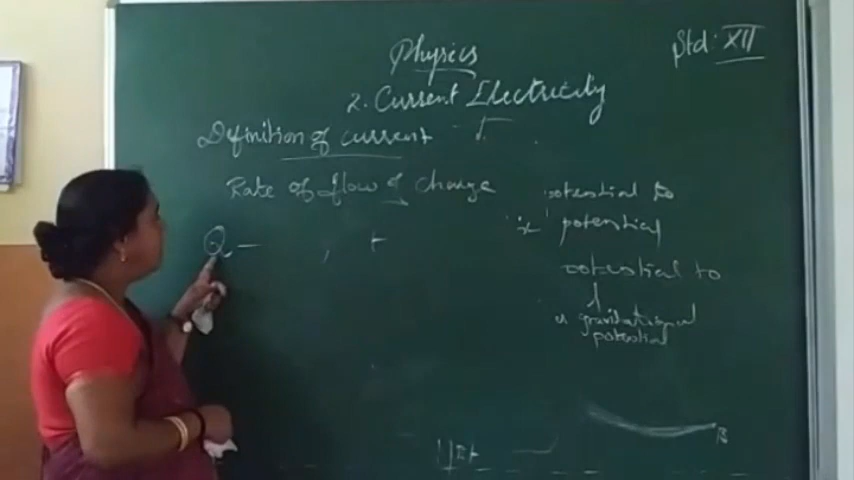 Physics
Std: XII
2. Current Electricity
Definition of current
Rate of flow of charge
potential to
potential
Q - , t
potential to
gravitational
potential
B